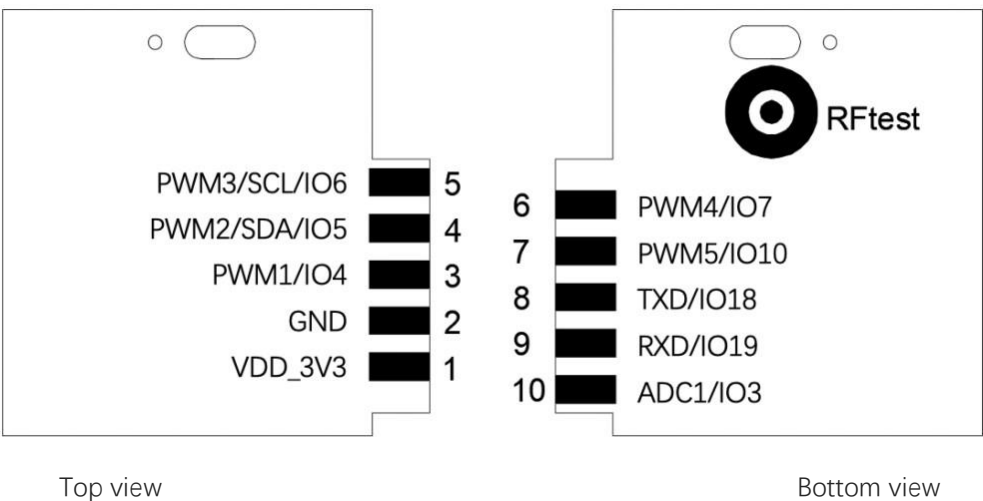 PWM3/SCL/IO6 5
PWM2/SDA/IO5 4
PWM1/IO4 3
GND 2
VDD_3V3 1
Top view
RFtest
6 PWM4/IO7
7 PWM5/IO10
8 TXD/IO18
9 RXD/IO19
10 ADC1/IO3
Bottom view